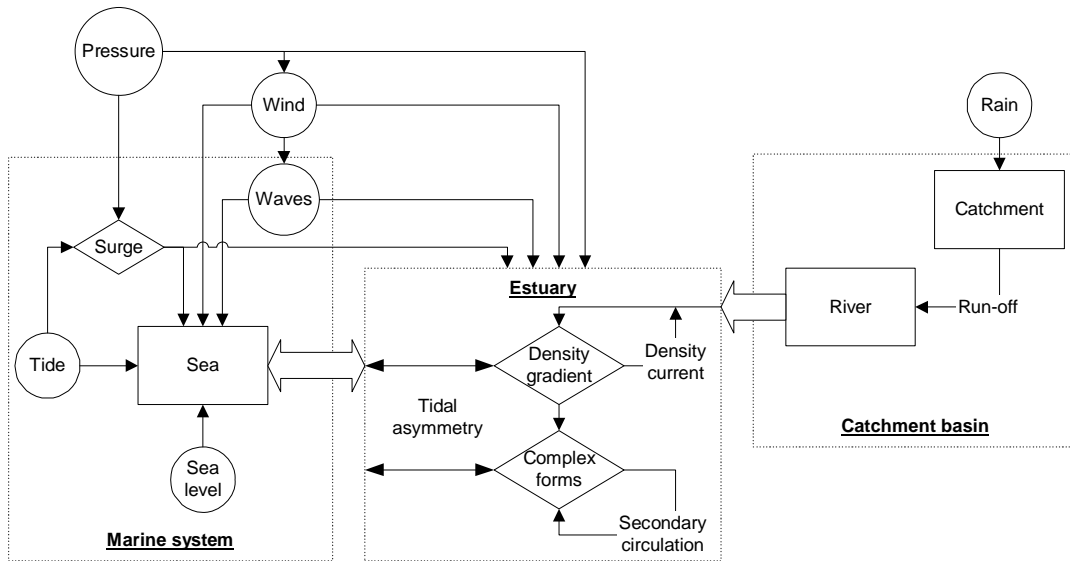 Pressure
Wind
Rain
Waves
Catchment
Surge
Estuary
River
Run-off
Tide
Sea
Density
gradient
Density
current
Tidal
asymmetry
Catchment basin
Complex
forms
Sea
level
Secondary
circulation
Marine system